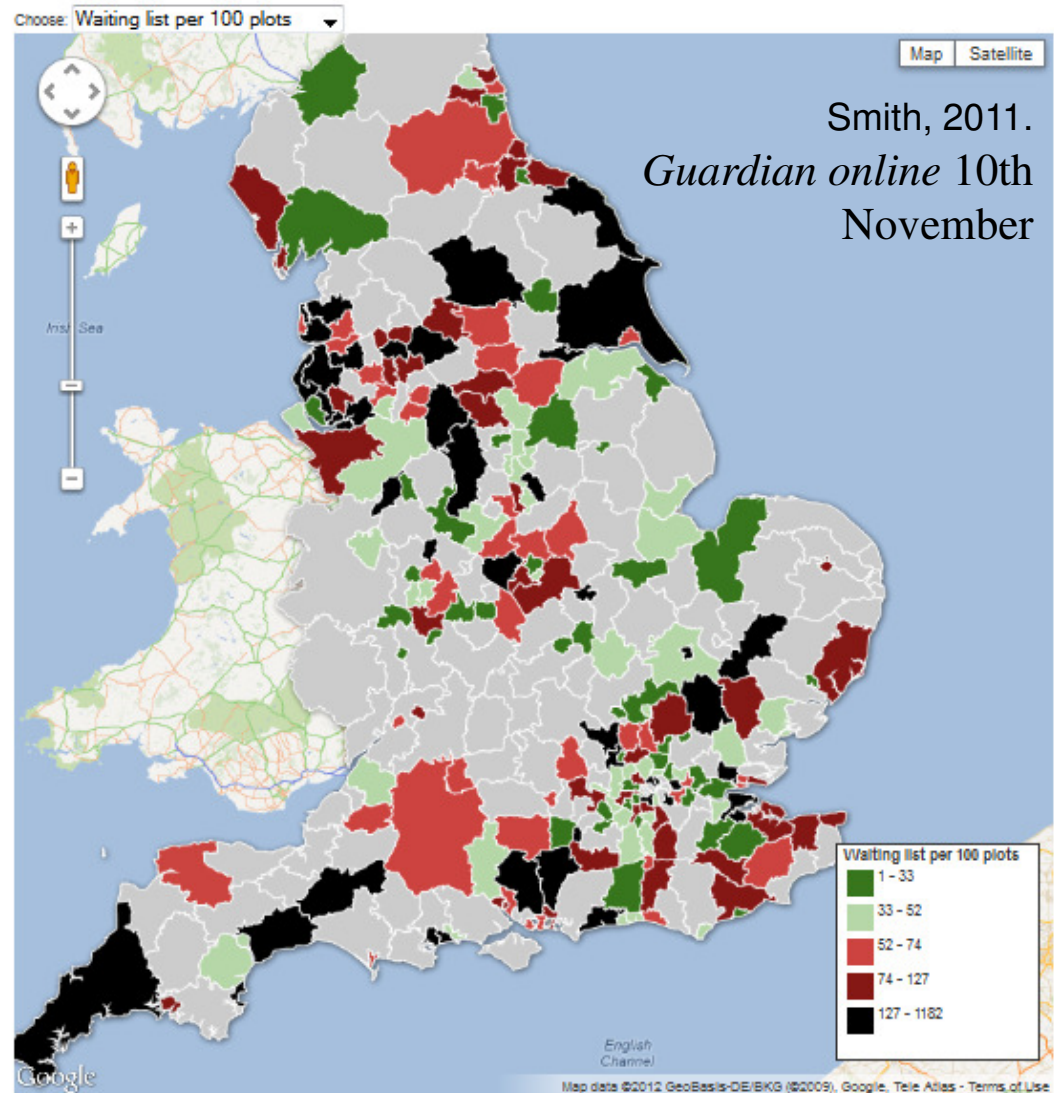 Choose: Waiting list per 100 plots
Map Satellite
Smith, 2011.
Guardian online 10th
November
Irish Sea
Waiting list per 100 plots
1 - 33
33 - 52
52 - 74
74 - 127
127 - 1182
English
Channel
Google
Map data ©2012 GeoBasis-DE/BKG (©2009), Google, Tele Atlas - Terms of Use